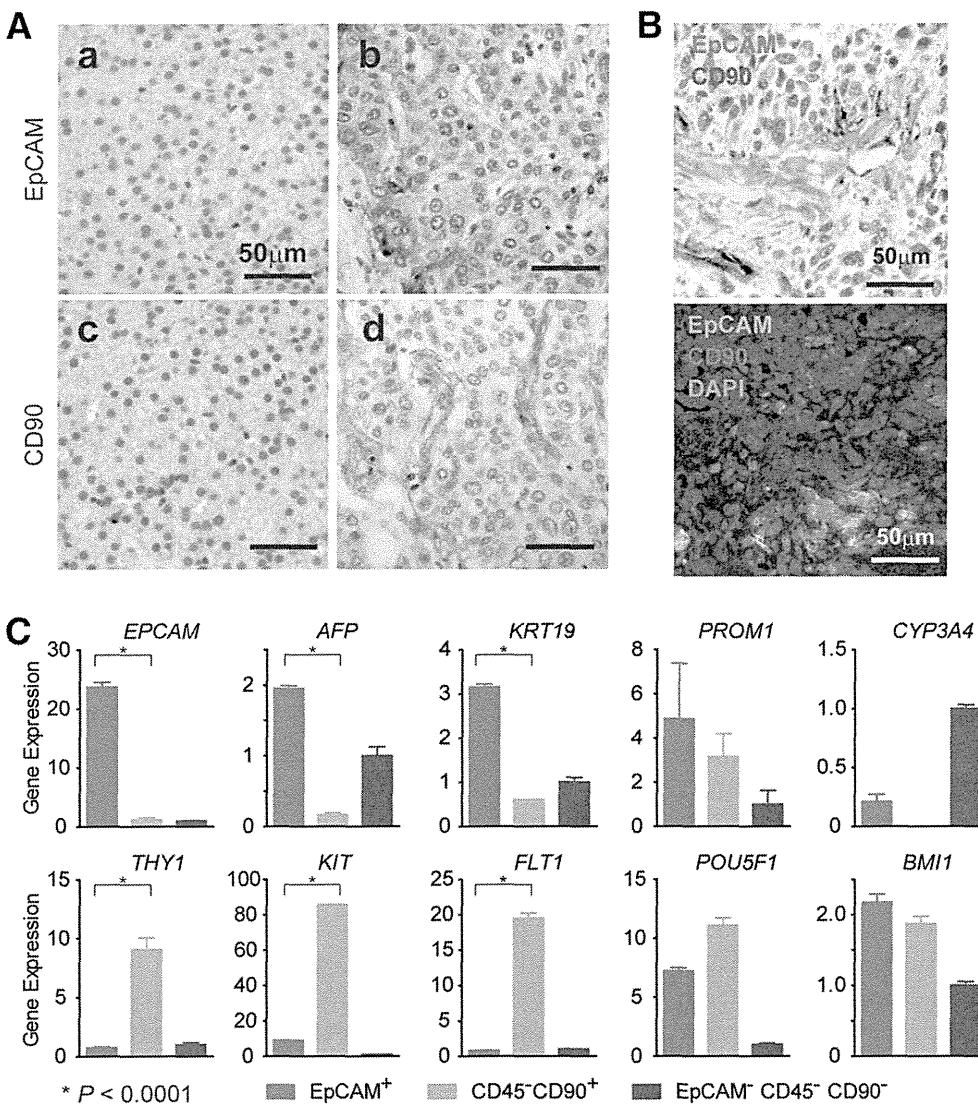 A
B
a
b
EpCAM
50µm
EpCAM
CD90
50µm
c
d
CD90
EpCAM
CD90
DAPI
50µm
C
EPCAM
AFP
KRT19
PROM1
CYP3A4
Gene Expression
30
20
10
0
*
2
1
0
*
4
3
2
1
0
*
8
6
4
2
0
1.5
1.0
0.5
0
THY1
KIT
FLT1
POU5F1
BMI1
Gene Expression
15
10
5
0
*
100
80
60
40
20
0
*
25
20
15
10
5
0
*
15
10
5
0
2.0
1.0
0
* P < 0.0001
EpCAM⁺
CD45⁻CD90⁺
EpCAM⁻ CD45⁻ CD90⁻